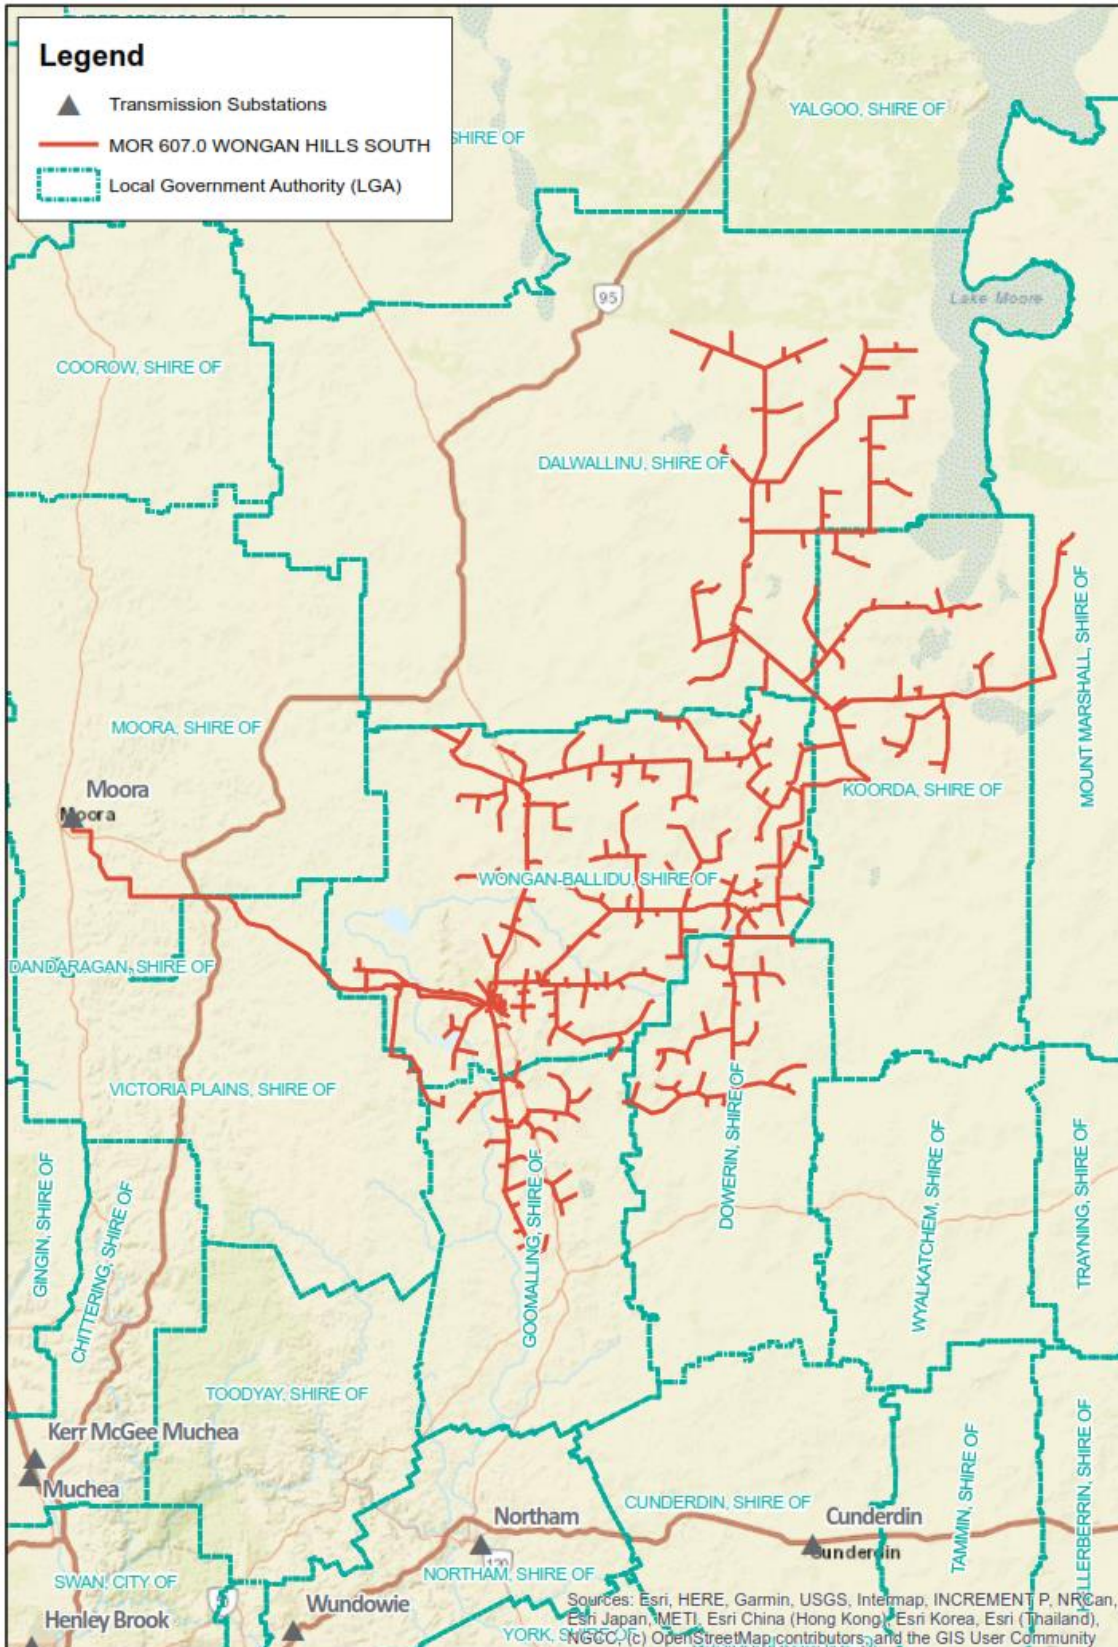 Legend
Transmission Substations
MOR 607.0 WONGAN HILLS SOUTH
Local Government Authority (LGA)
SHIRE OF
YALGOO, SHIRE OF
95
Lake Moore
COOROW, SHIRE OF
DALWALLINU, SHIRE OF
MOUNT MARSHALL, SHIRE OF
MOORA, SHIRE OF
Moora
Moora
KOORDA, SHIRE OF
WONGAN-BALLIDU, SHIRE OF
DANDARAGAN, SHIRE OF
VICTORIA PLAINS, SHIRE OF
DOWERIN, SHIRE OF
GINGIN, SHIRE OF
CHITTERING, SHIRE OF
GOOMALLING, SHIRE OF
WYALKATCHEM, SHIRE OF
TRAYNING, SHIRE OF
TOODYAY, SHIRE OF
Kerr McGee Muchea
Muchea
Northam
CUNDERDIN, SHIRE OF
Cunderdin
Cunderdin
TAMMIN, SHIRE OF
KELLERBERRIN, SHIRE OF
120
SWAN, CITY OF
NORTHAM, SHIRE OF
Wundowie
Henley Brook
YORK, SHIRE OF
Sources: Esri, HERE, Garmin, USGS, Intermap, INCREMENT P, NRCan,
Esri Japan, METI, Esri China (Hong Kong), Esri Korea, Esri (Thailand),
NGCC, (c) OpenStreetMap contributors, and the GIS User Community